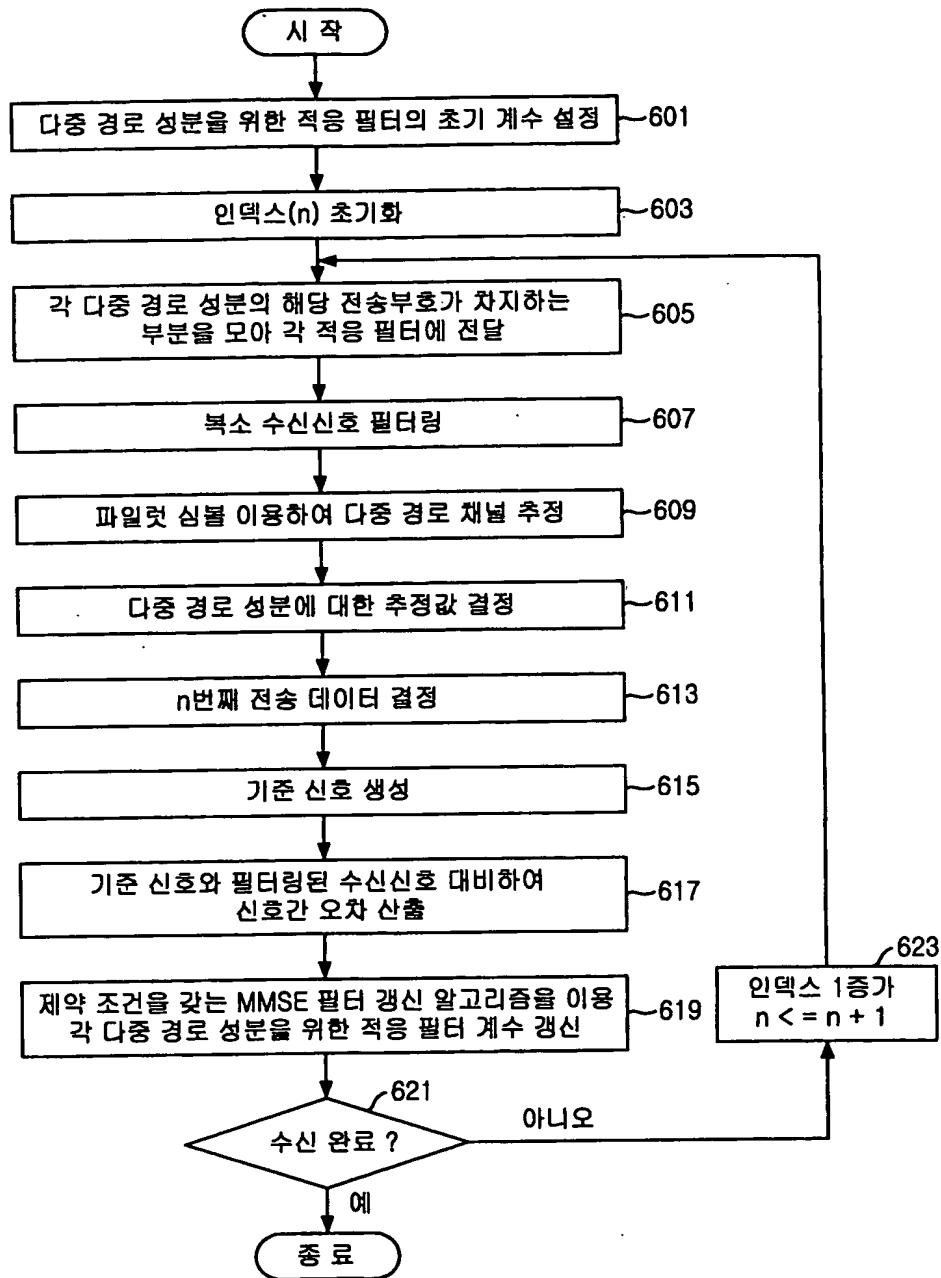 시 작
다중 경로 성분을 위한 적응 필터의 초기 계수 설정
601
인덱스(n) 초기화
603
각 다중 경로 성분의 해당 전송부호가 차지하는
부분을 모아 각 적응 필터에 전달
605
복소 수신신호 필터링
607
파일럿 심볼 이용하여 다중 경로 채널 추정
609
다중 경로 성분에 대한 추정값 결정
611
n번째 전송 데이터 결정
613
기준 신호 생성
615
기준 신호와 필터링된 수신신호 대비하여
신호간 오차 산출
617
제약 조건을 갖는 MMSE 필터 갱신 알고리즘을 이용
각 다중 경로 성분을 위한 적응 필터 계수 갱신
619
623
인덱스 1증가
n < = n + 1
621
수신 완료 ?
아니오
예
종 료